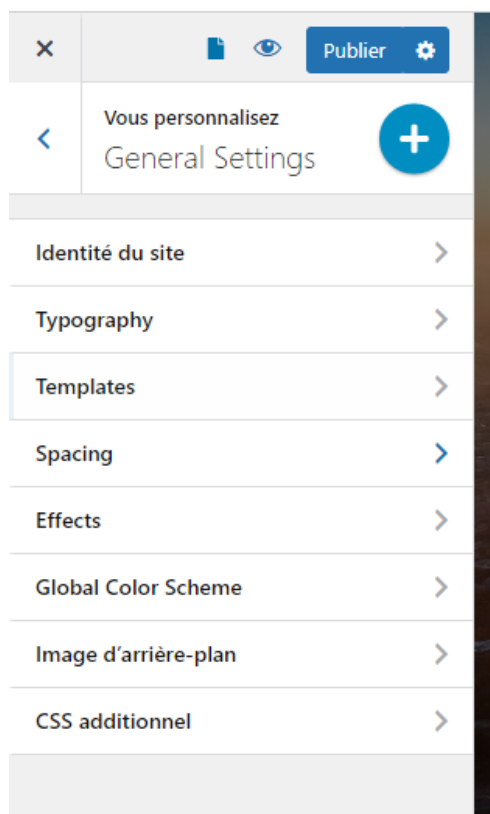 Publier
Vous personnalisez
General Settings
Identité du site
Typography
Templates
Spacing
Effects
Global Color Scheme
Image d’arrière-plan
CSS additionnel